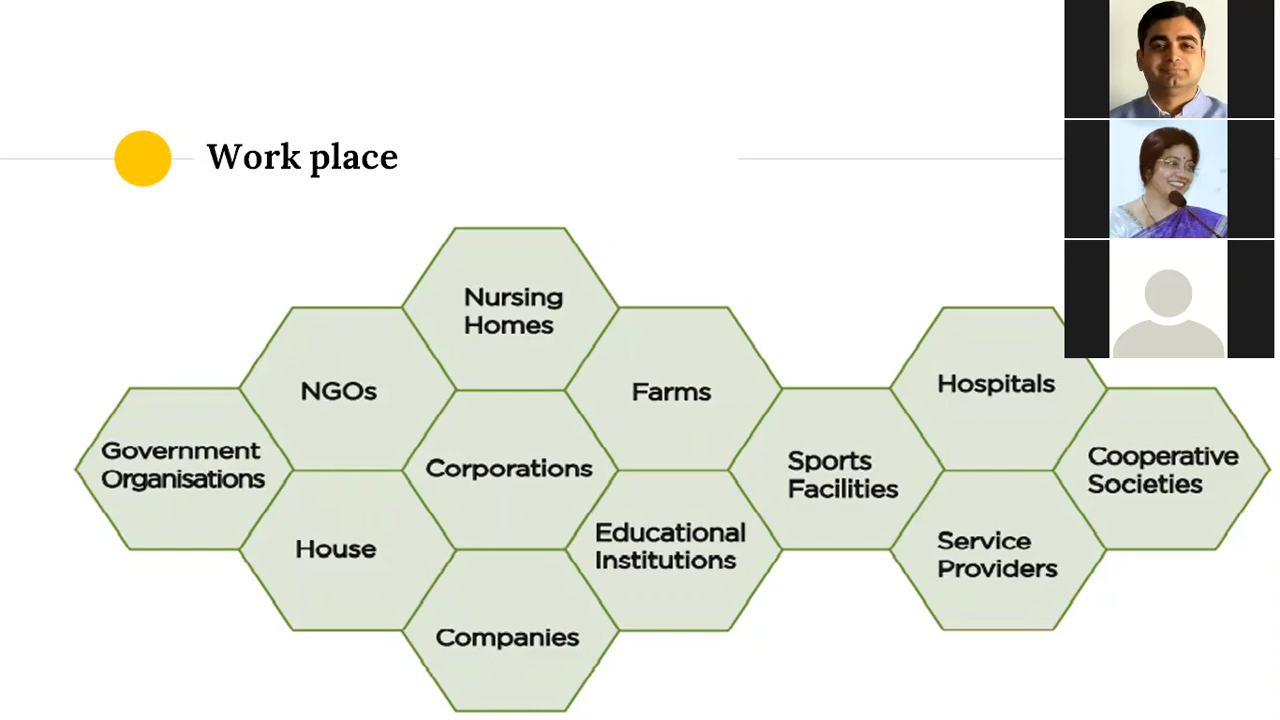 Work place
Nursing
Homes
NGOs
Farms
Hospitals
Government
Organisations
Corporations
Sports
Facilities
Cooperative
Societies
House
Educational
Institutions
Service
Providers
Companies